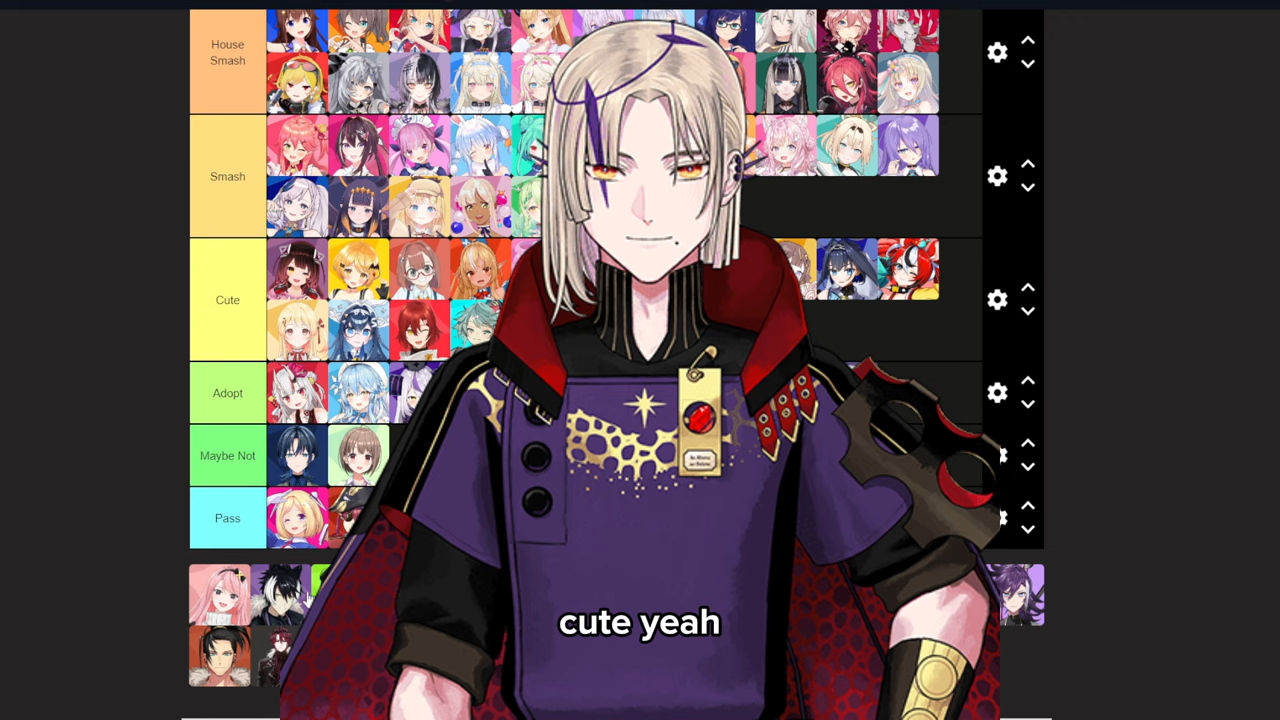 House
Smash
Smash
Cute
Adopt
Maybe Not
Pass
cute yeah